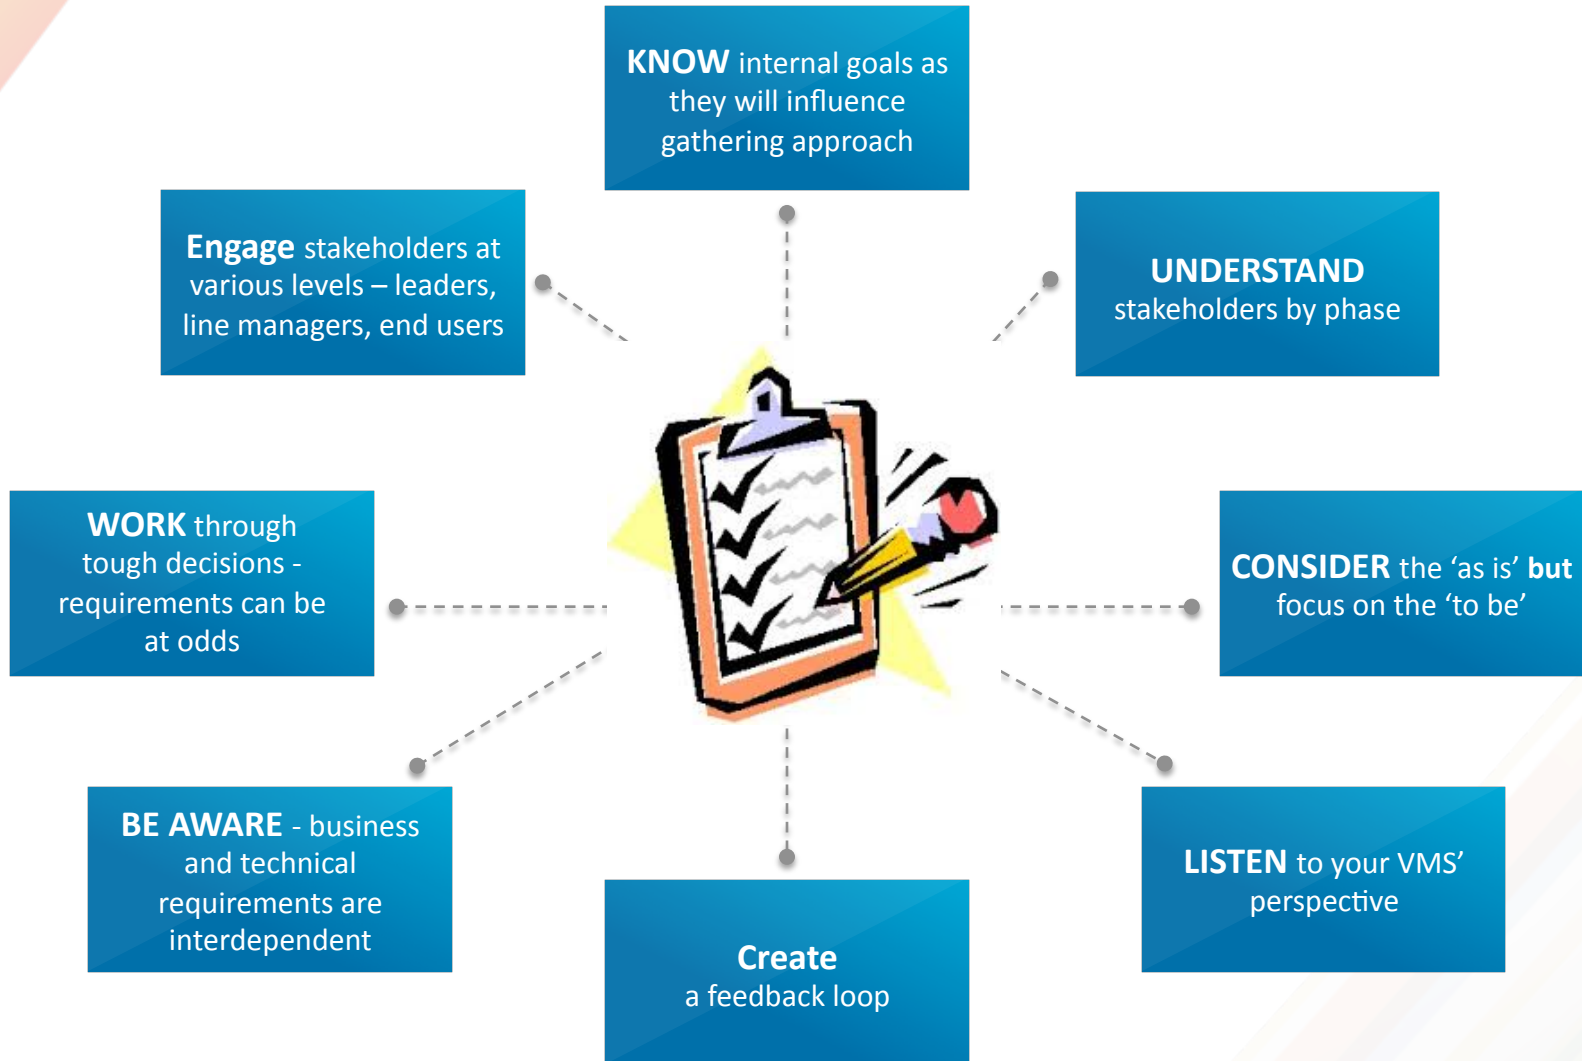 KNOW internal goals as
they will influence
gathering approach
Engage stakeholders at
various levels – leaders,
line managers, end users
UNDERSTAND
stakeholders by phase
WORK through
tough decisions -
requirements can be
at odds
CONSIDER the ‘as is’ but
focus on the ‘to be’
BE AWARE - business
and technical
requirements are
interdependent
LISTEN to your VMS’
perspective
Create
a feedback loop